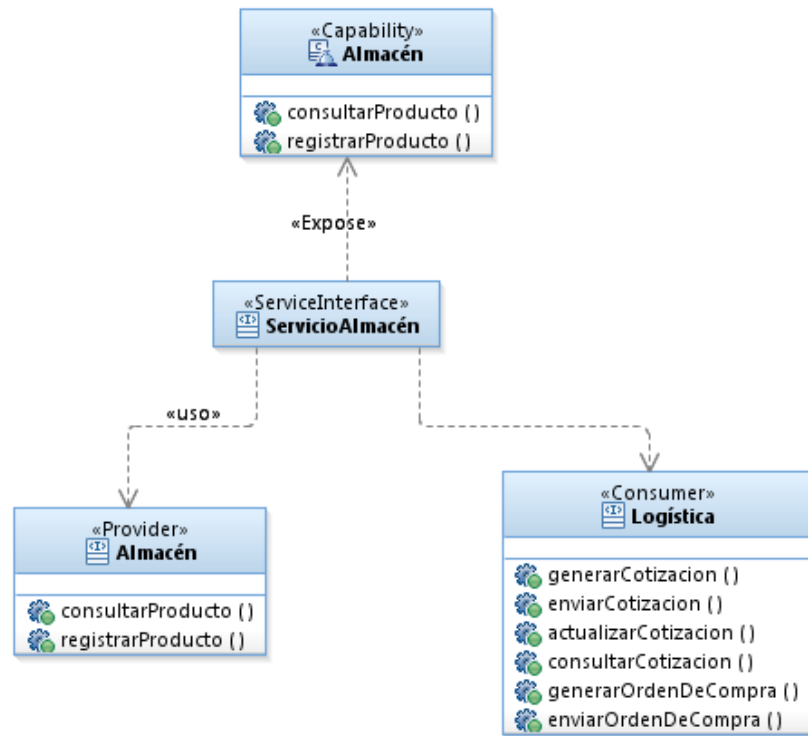 «Capability»
Almacén
consultarProducto ( )
registrarProducto ( )
«Expose»
«ServiceInterface»
ServicioAlmacén
«uso»
«Provider»
Almacén
consultarProducto ( )
registrarProducto ( )
«Consumer»
Logística
generarCotizacion ( )
enviarCotizacion ( )
actualizarCotizacion ( )
consultarCotizacion ( )
generarOrdenDeCompra ( )
enviarOrdenDeCompra ( )